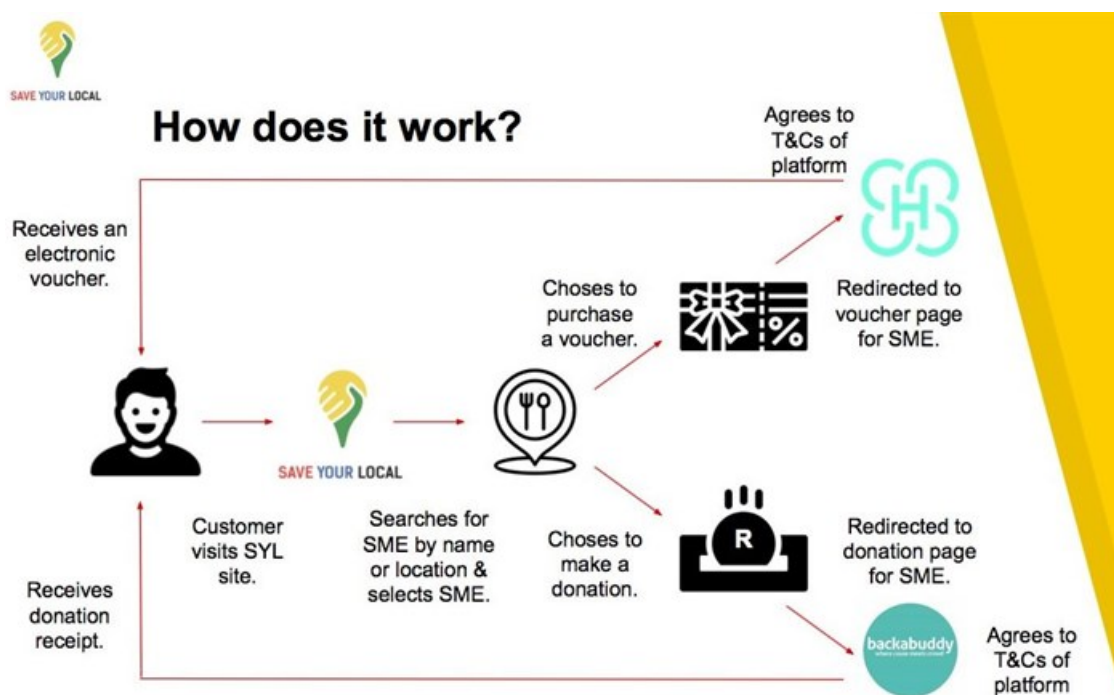 SAVE YOUR LOCAL
How does it work?
Agrees to
T&Cs of
platform
H
Receives an
electronic
voucher.
Choses to
purchase
a voucher.
%
Redirected to
voucher page
for SME.
SAVE YOUR LOCAL
Customer
visits SYL
site.
Searches for
SME by name
or location &
selects SME.
Choses to
make a
donation.
R
Redirected to
donation page
for SME.
Receives
donation
receipt.
backabuddy
Agrees to
T&Cs of
platform